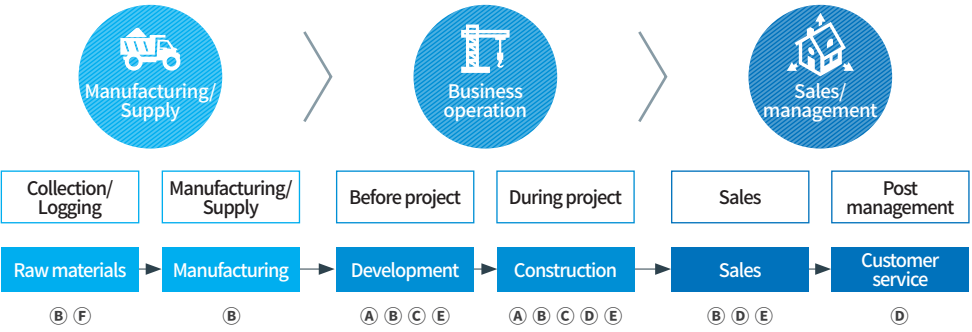 Manufacturing/
Supply
Business
operation
Sales/
management
Collection/
Logging
Manufacturing/
Supply
Before project
During project
Sales
Post
management
Raw materials
Manufacturing
Development
Construction
Sales
Customer
service
Ⓑ Ⓕ
Ⓑ
Ⓐ Ⓑ Ⓒ Ⓔ
Ⓐ Ⓑ Ⓒ Ⓓ Ⓔ
Ⓑ Ⓓ Ⓔ
Ⓓ